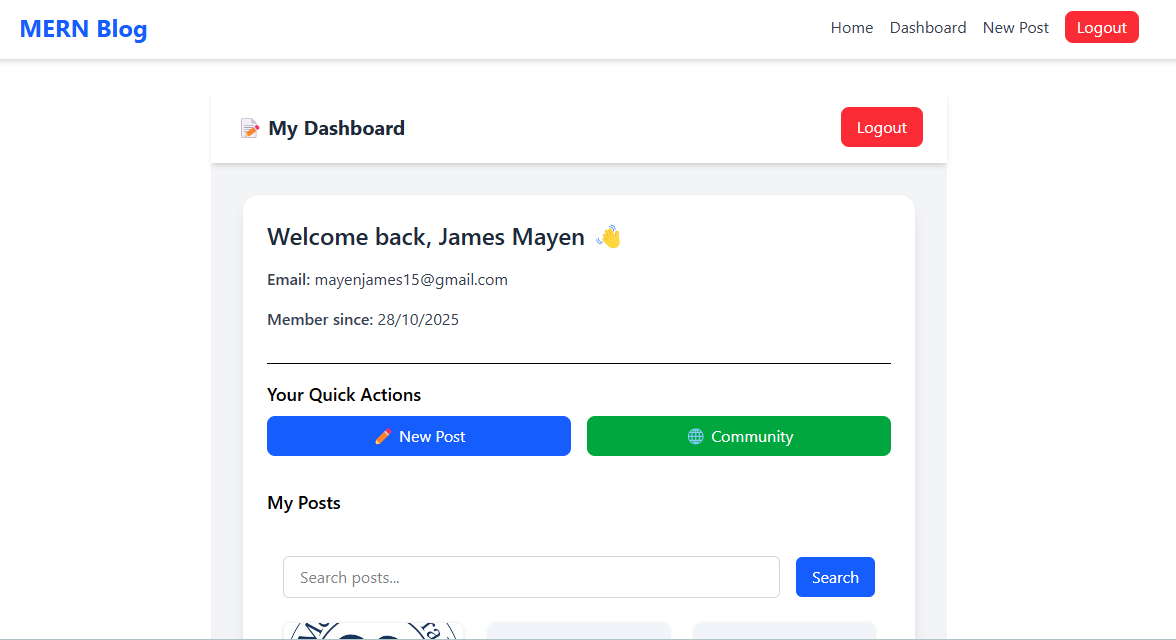 MERN Blog
Home Dashboard New Post Logout
📝 My Dashboard
Logout
Welcome back, James Mayen 👋
Email: mayenjames15@gmail.com
Member since: 28/10/2025
Your Quick Actions
✏️ New Post
🌐 Community
My Posts
Search posts...
Search